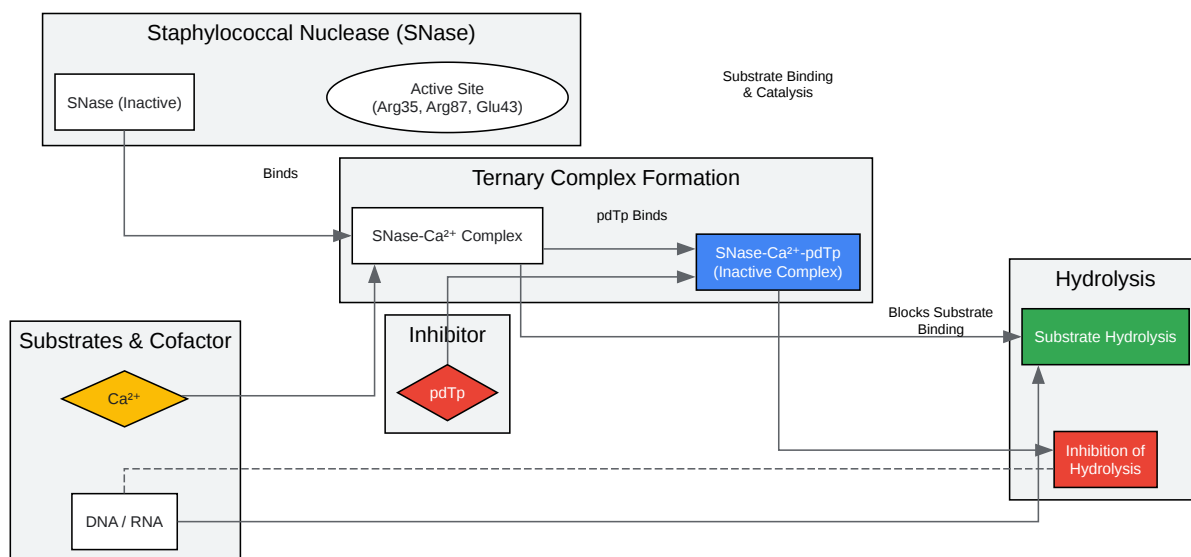 Staphylococcal Nuclease (SNase)
SNase (Inactive)
Active Site
(Arg35, Arg87, Glu43)
Substrate Binding
& Catalysis
Binds
Ternary Complex Formation
pdTp Binds
SNase-Ca²⁺ Complex
SNase-Ca²⁺-pdTp
(Inactive Complex)
Hydrolysis
Blocks Substrate
Binding
Substrate Hydrolysis
Substrates & Cofactor
Inhibitor
Ca²⁺
pdTp
Inhibition of
Hydrolysis
DNA / RNA